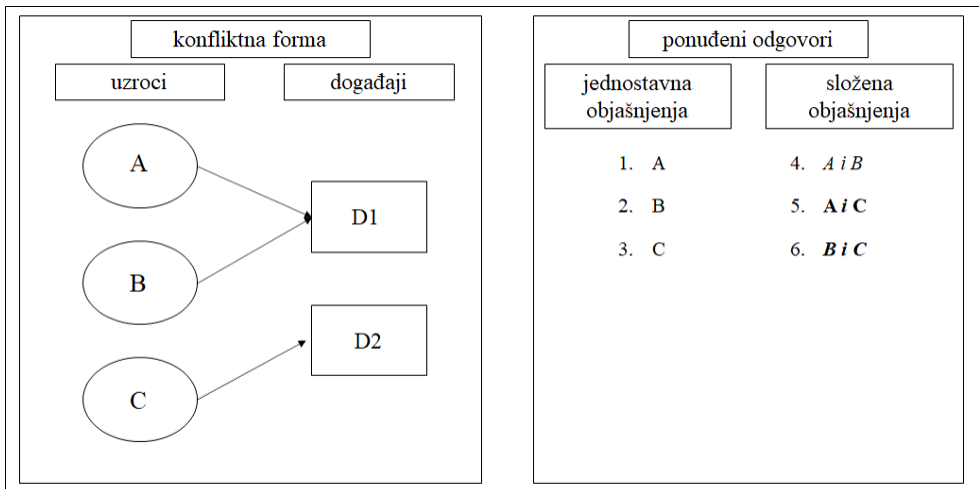 konfliktna forma
uzroci
događaji
A
B
C
D1
D2
ponuđeni odgovori
jednostavna
objašnjenja
složena
objašnjenja
1. A
2. B
3. C
4. A i B
5. A i C
6. B i C